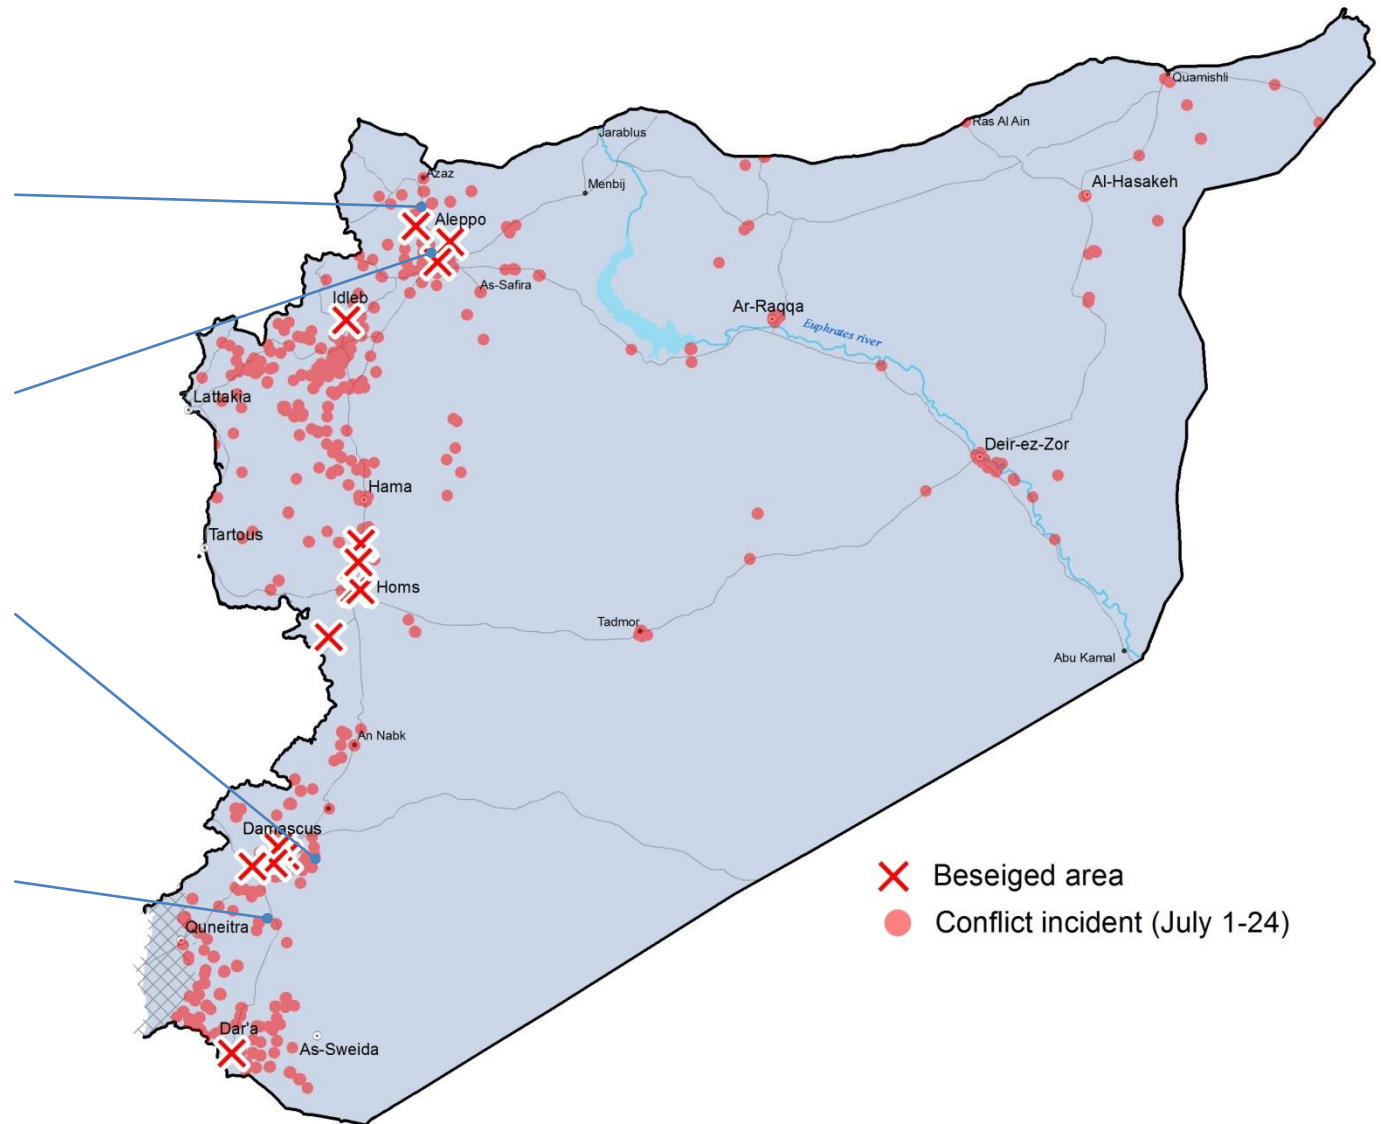 Quamishli
Ras Al Ain
Jarablus
Azaz
Menbij
Al-Hasakeh
Aleppo
As-Safira
Idleb
Ar-Raqqa
Euphrates river
Lattakia
Deir-ez-Zor
Hama
Tartous
Homs
Tadmor
Abu Kamal
An Nabk
Damascus
Beseiged area
Conflict incident (July 1-24)
Quneitra
Dar'a
As-Sweida